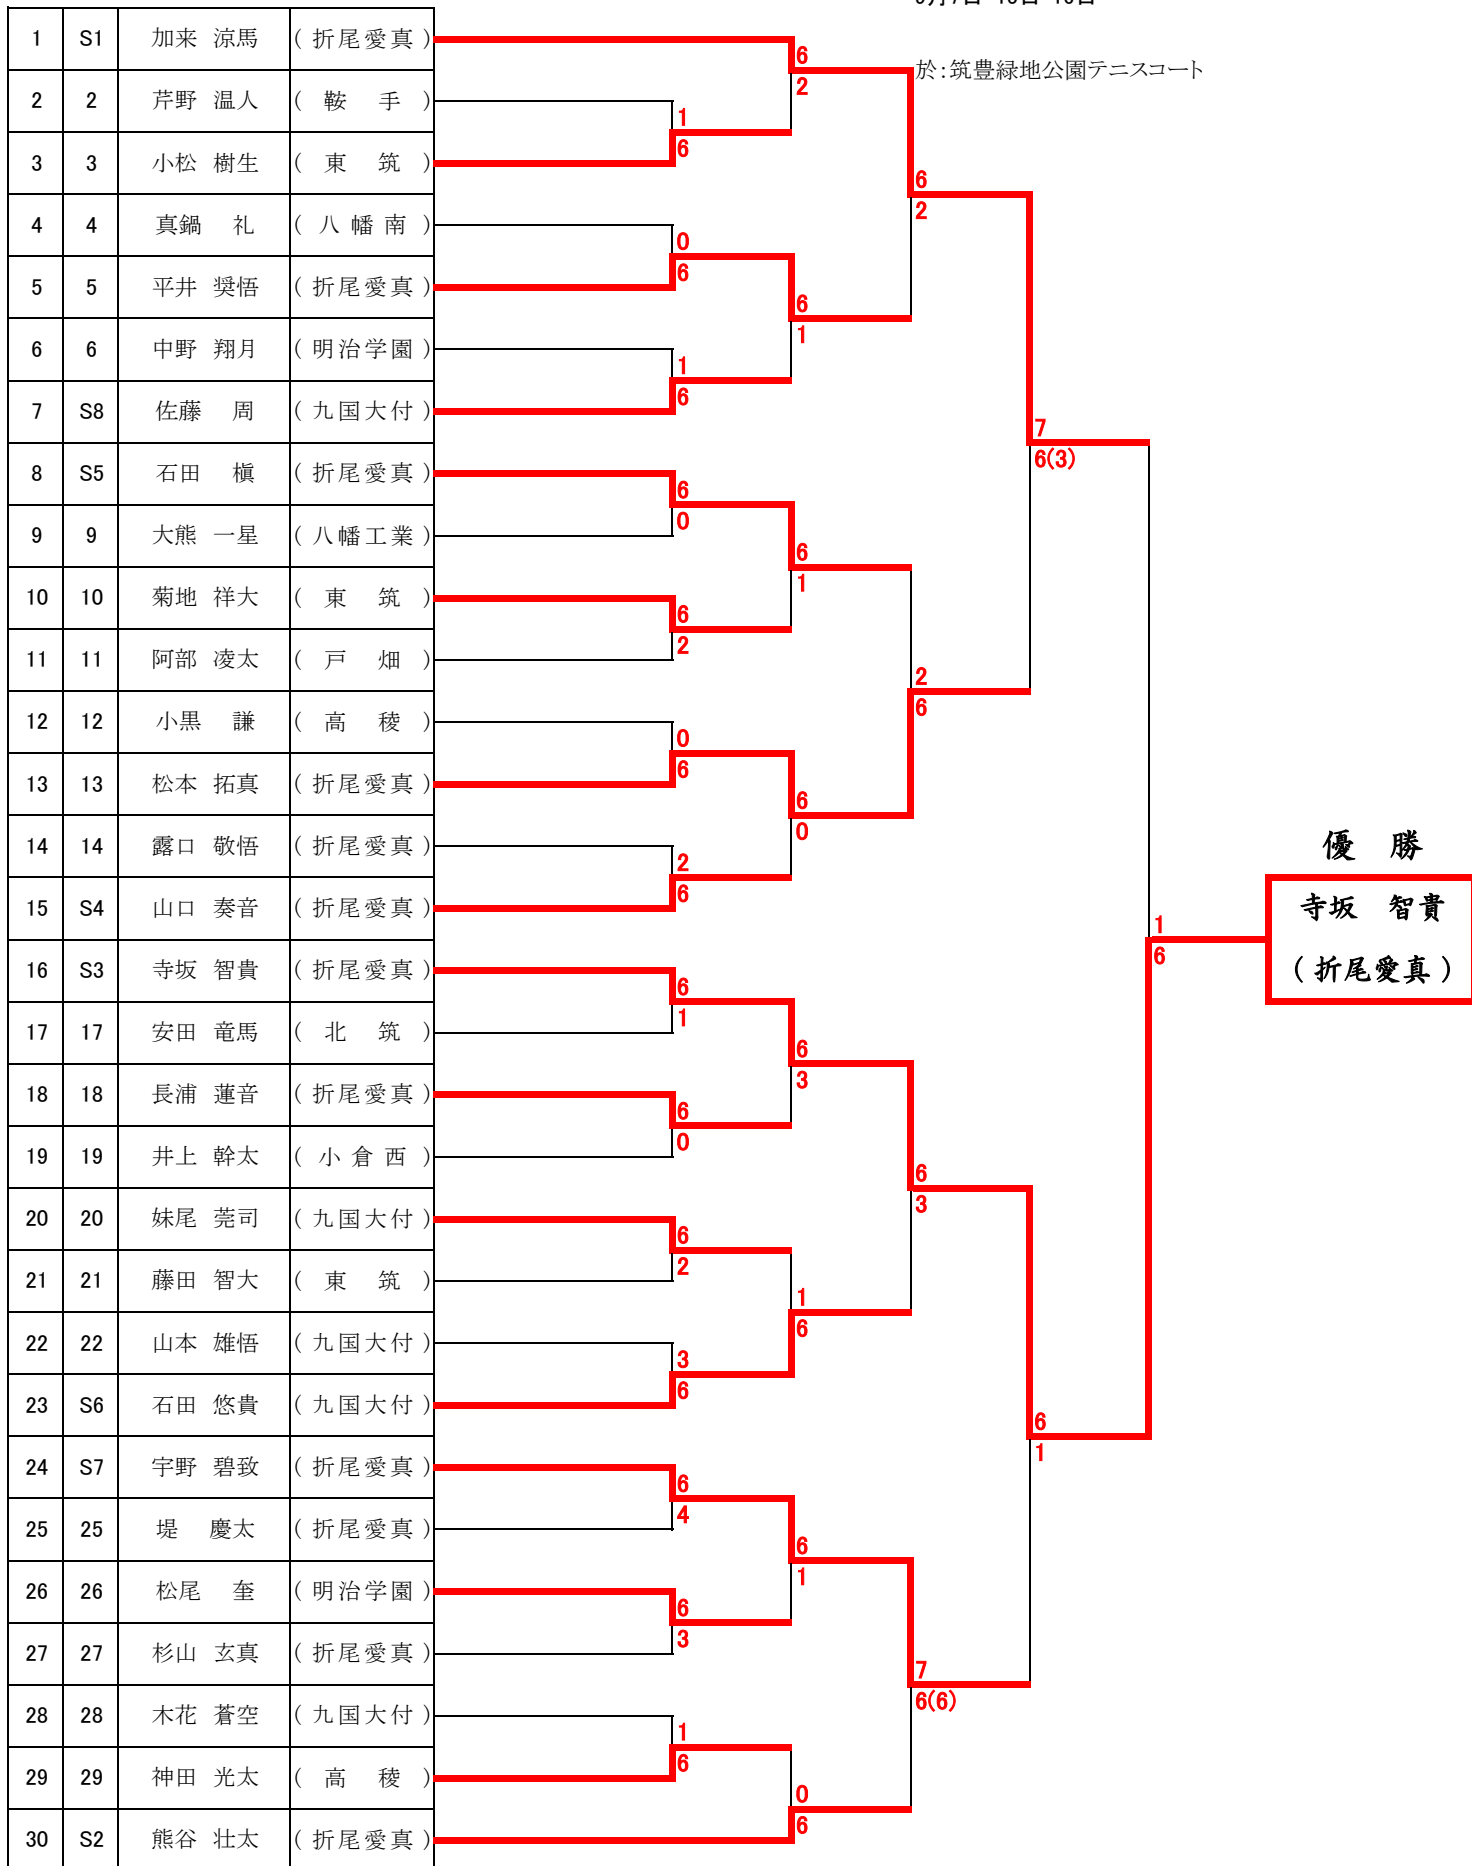 於:筑豊緑地公園テニスコート
1 S1 加来 涼馬 (折尾愛真)
2 2 芹野 温人 (鞍 手)
3 3 小松 樹生 (東 筑)
4 4 真鍋 礼 (八幡南)
5 5 平井 奨悟 (折尾愛真)
6 6 中野 翔月 (明治学園)
7 S8 佐藤 周 (九国大付)
8 S5 石田 槇 (折尾愛真)
9 9 大熊 一星 (八幡工業)
10 10 菊地 祥大 (東 筑)
11 11 阿部 凌太 (戸 畑)
12 12 小黒 謙 (高 稜)
13 13 松本 拓真 (折尾愛真)
14 14 露口 敬悟 (折尾愛真)
15 S4 山口 奏音 (折尾愛真)
16 S3 寺坂 智貴 (折尾愛真)
17 17 安田 竜馬 (北 筑)
18 18 長浦 蓮音 (折尾愛真)
19 19 井上 幹太 (小倉西)
20 20 妹尾 莞司 (九国大付)
21 21 藤田 智大 (東 筑)
22 22 山本 雄悟 (九国大付)
23 S6 石田 悠貴 (九国大付)
24 S7 宇野 碧致 (折尾愛真)
25 25 堤 慶太 (折尾愛真)
26 26 松尾 奎 (明治学園)
27 27 杉山 玄真 (折尾愛真)
28 28 木花 蒼空 (九国大付)
29 29 神田 光太 (高 稜)
30 S2 熊谷 壮太 (折尾愛真)
1
6
0
6
1
6
6
0
6
2
0
6
2
6
6
1
6
0
6
2
3
6
6
4
6
3
1
6
6
2
6
1
6
1
6
0
6
3
1
6
6
1
0
6
6
2
2
6
6
3
7
6(6)
7
6(3)
6
1
1
6
優 勝
寺坂 智貴
(折尾愛真)